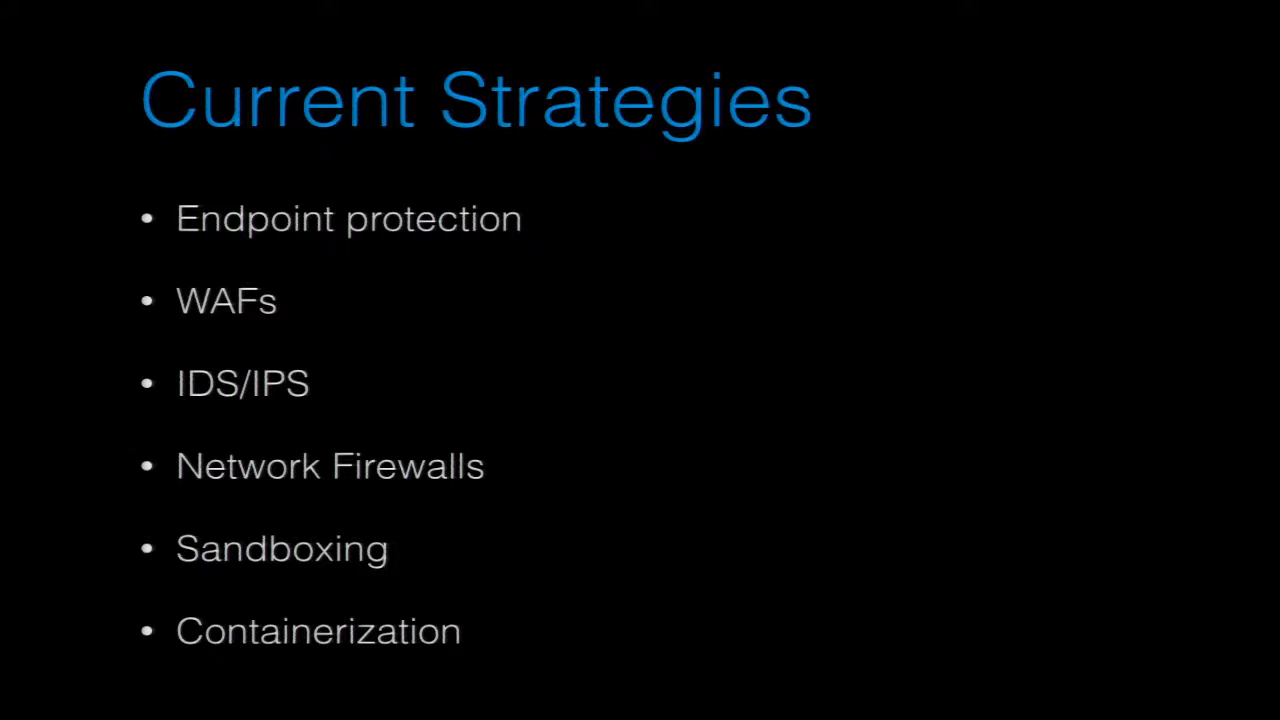 Current Strategies
• Endpoint protection
• WAFs
• IDS/IPS
• Network Firewalls
• Sandboxing
• Containerization